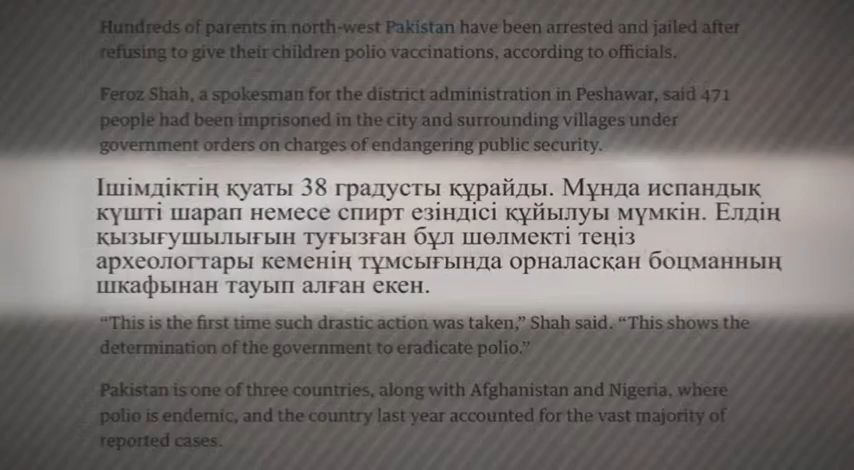 Hundreds of parents in north-west Pakistan have been arrested and jailed after
refusing to give their children polio vaccinations, according to officials.
Feroz Shah, a spokesman for the district administration in Peshawar, said 471
people had been imprisoned in the city and surrounding villages under
government orders on charges of endangering public security.
Ішімдіктің қуаты 38 градусты құрайды. Мұнда испандық
күшті шарап немесе спирт езіндісі құйылуы мүмкін. Елдің
қызығушылығын туғызған бұл шөлмекті теңіз
археологтары кеменің тұмсығында орналасқан боцманның
шкафынан тауып алған екен.
“This is the first time such drastic action was taken,” Shah said. “This shows the
determination of the government to eradicate polio.”
Pakistan is one of three countries, along with Afghanistan and Nigeria, where
polio is endemic, and the country last year accounted for the vast majority of
reported cases.